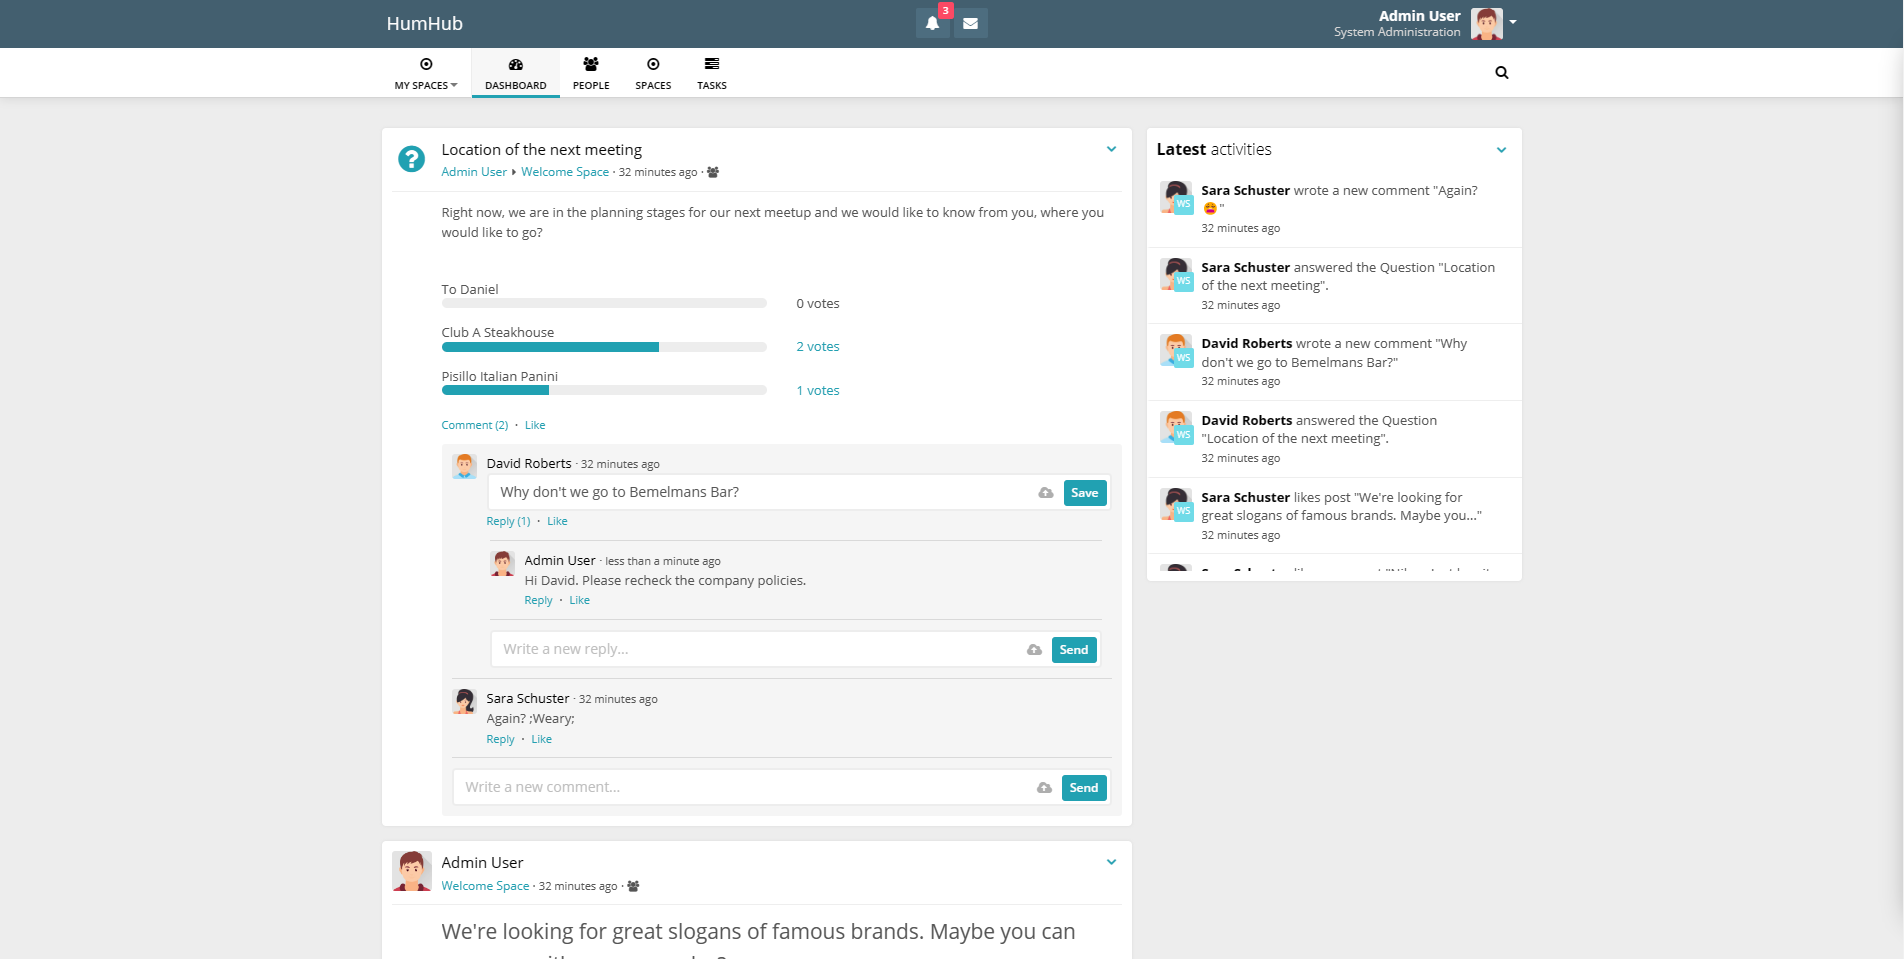 HumHub
3
Admin User
System Administration
MY SPACES
DASHBOARD
PEOPLE
SPACES
TASKS
Location of the next meeting
Admin User Welcome Space · 32 minutes ago ·
Right now, we are in the planning stages for our next meetup and we would like to know from you, where you
would like to go?
To Daniel
0 votes
Club A Steakhouse
2 votes
Pisillo Italian Panini
1 votes
Comment (2) · Like
David Roberts · 32 minutes ago
Why don't we go to Bemelmans Bar?
Save
Reply (1) · Like
Admin User · less than a minute ago
Hi David. Please recheck the company policies.
Reply · Like
Write a new reply...
Send
Sara Schuster · 32 minutes ago
Again? ;Weary;
Reply · Like
Write a new comment...
Send
Admin User
Welcome Space · 32 minutes ago ·
We're looking for great slogans of famous brands. Maybe you can
Latest activities
WS
Sara Schuster wrote a new comment "Again?
😩"
32 minutes ago
WS
Sara Schuster answered the Question "Location
of the next meeting".
32 minutes ago
WS
David Roberts wrote a new comment "Why
don't we go to Bemelmans Bar?"
32 minutes ago
WS
David Roberts answered the Question
"Location of the next meeting".
32 minutes ago
WS
Sara Schuster likes post "We're looking for
great slogans of famous brands. Maybe you..."
32 minutes ago